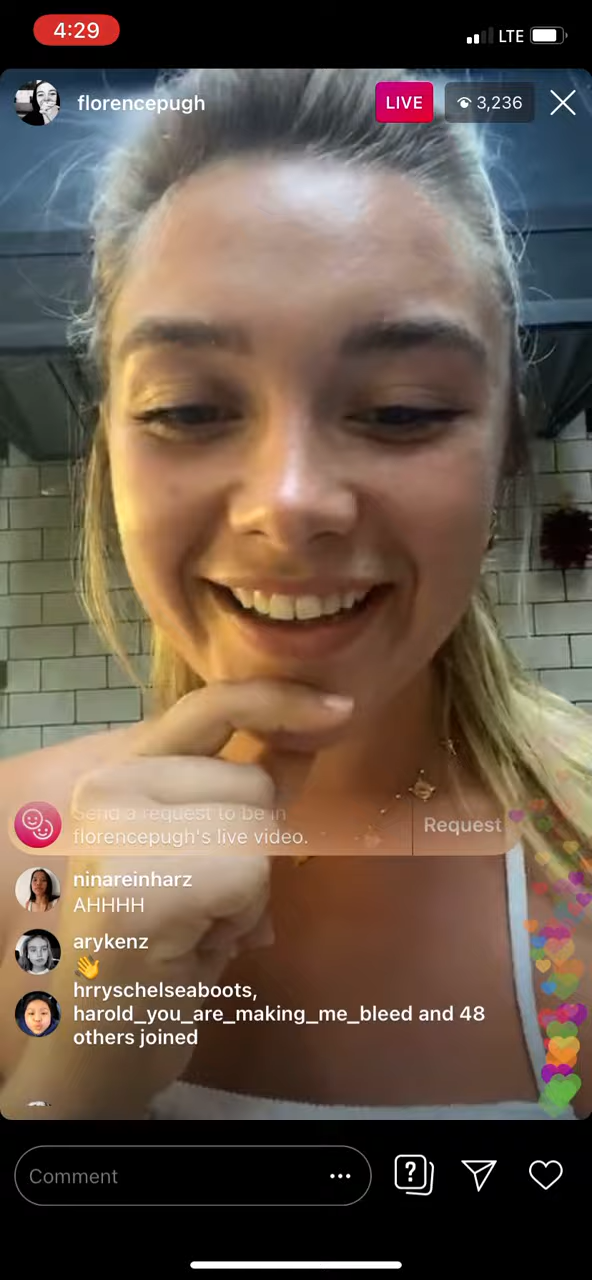 4:29
LTE
florencepugh
LIVE
3,236
Send a request to be in
florencepugh's live video.
Request
ninareinharz
AHHHH
arykenz
👋
hrryschelseaboots,
harold_you_are_making_me_bleed and 48
others joined
Comment